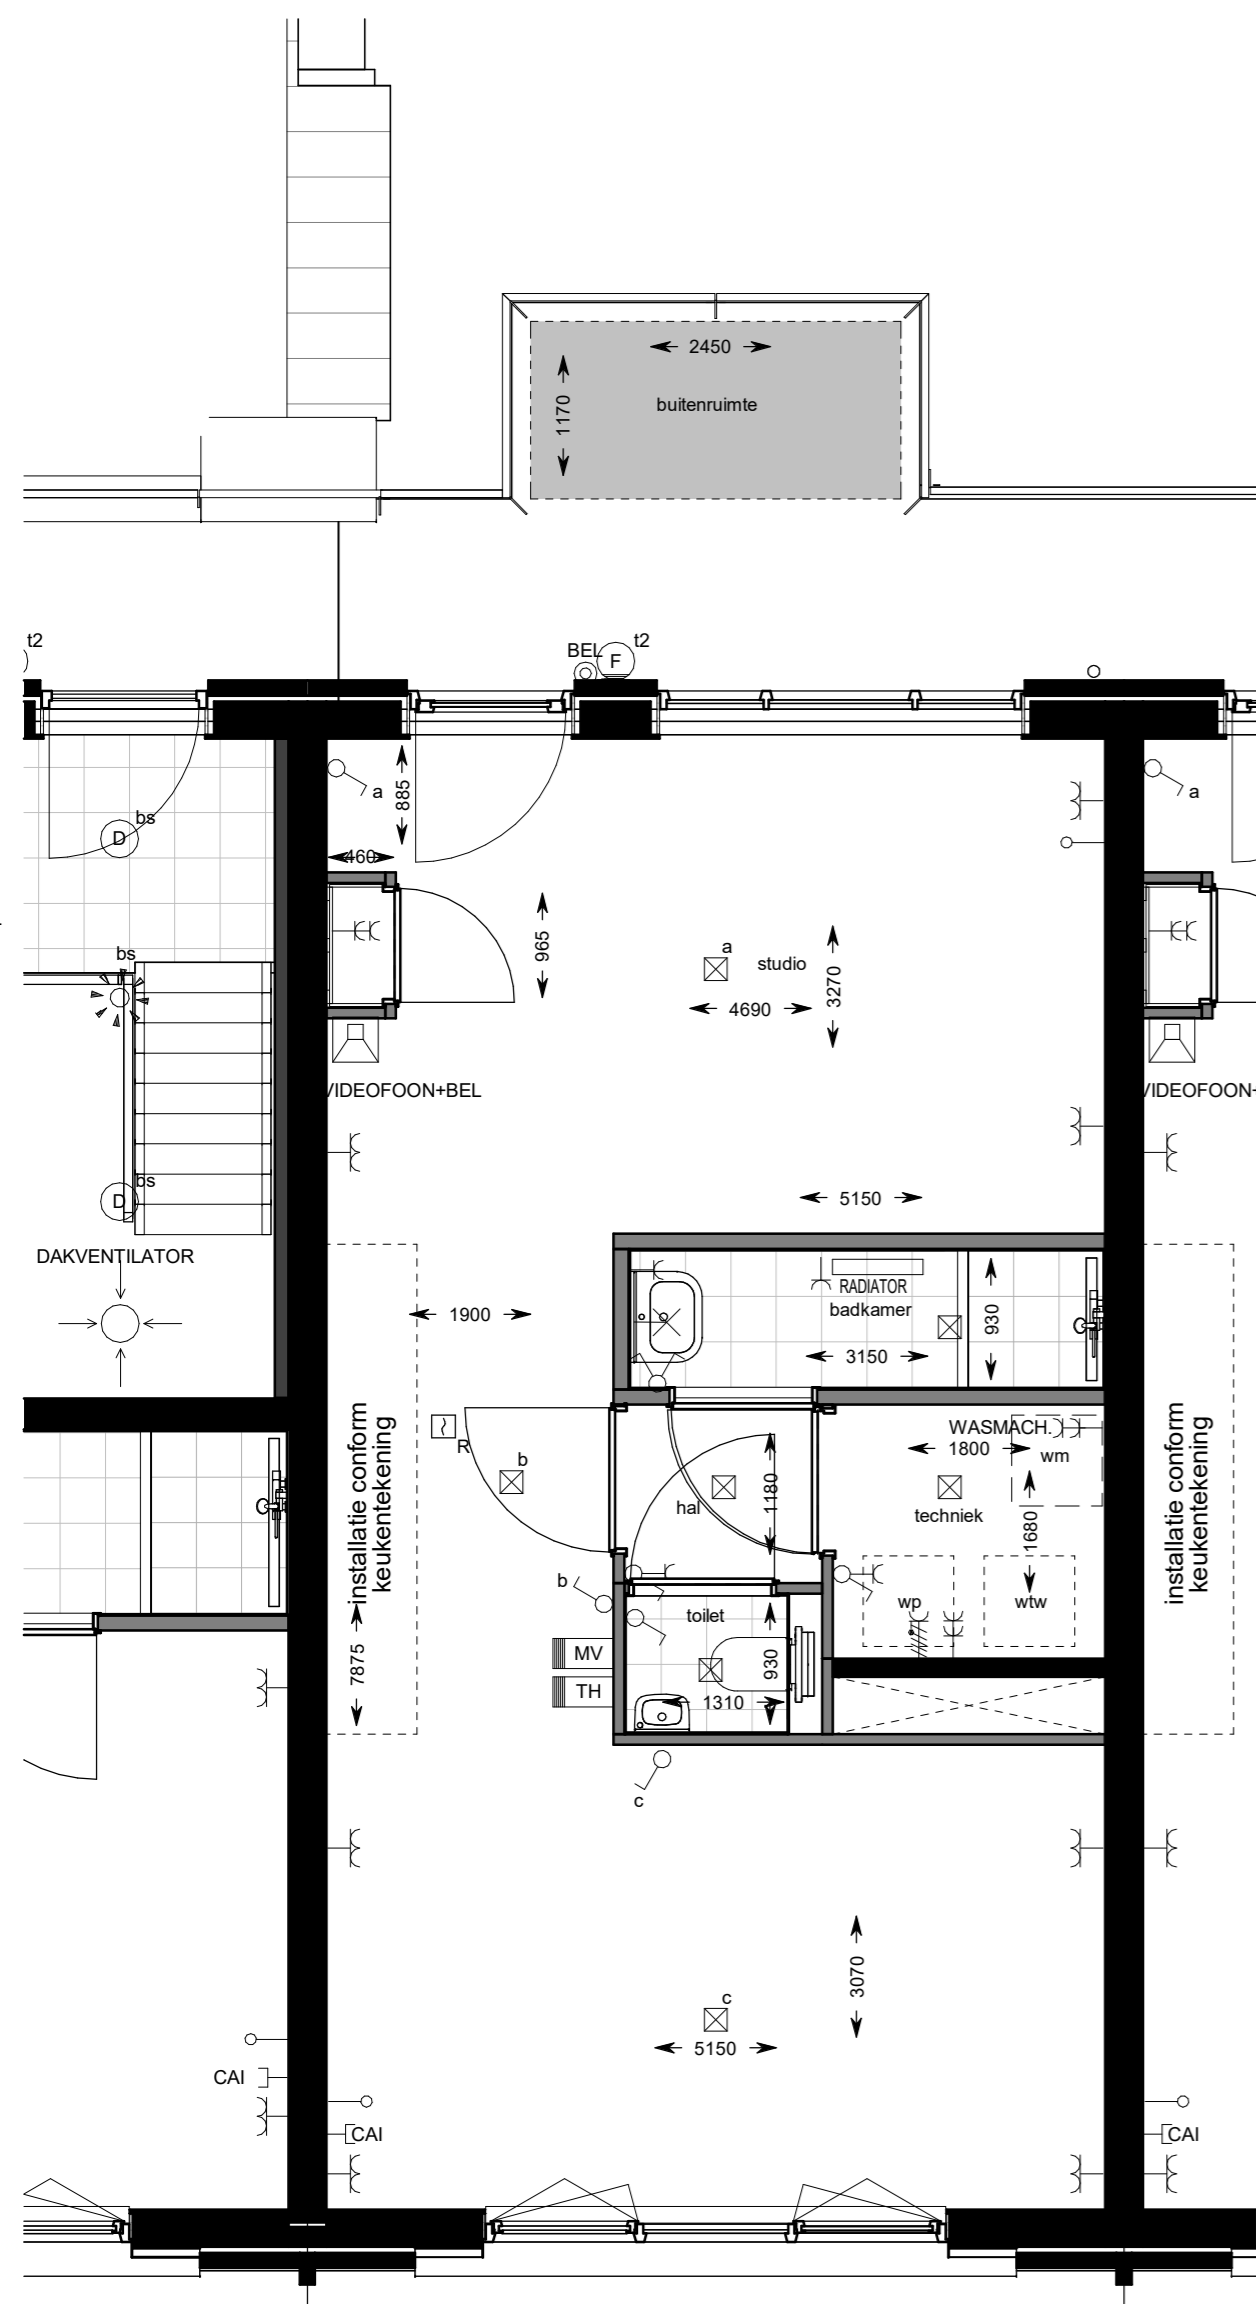 2450
1170
buitenruimte
t2
BEL
F
t2
a
885
a
bs
D
460
965
bs
a
studio
3270
4690
VIDEOFOON+BEL
VIDEOFOON+
bs
D
5150
DAKVENTILATOR
RADIATOR
badkamer
930
1900
3150
installatie conform
keukentekening
R
b
WASMACH.
1800
wm
hal
1180
techniek
1680
installatie conform
keukentekening
b
toilet
wp
wtw
7875
MV
930
TH
1310
c
3070
c
5150
CAI
CAI
CAI